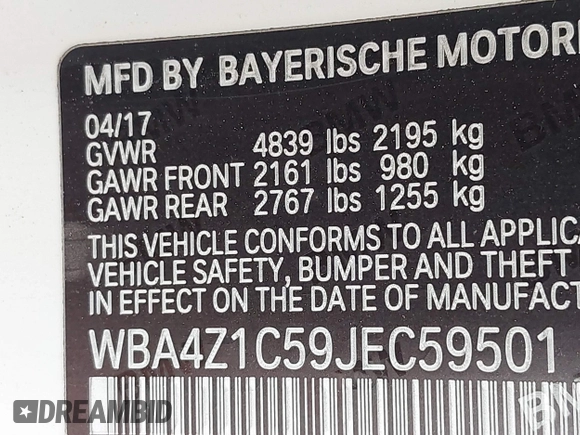 MFD BY BAYERISCHE MOTOR
04/17
GVWR 4839 lbs 2195 kg
GAWR FRONT 2161 lbs 980 kg
GAWR REAR 2767 lbs 1255 kg
THIS VEHICLE CONFORMS TO ALL APPLICA
VEHICLE SAFETY, BUMPER AND THEFT
IN EFFECT ON THE DATE OF MANUFACT
WBA4Z1C59JEC59501
DREAMBID